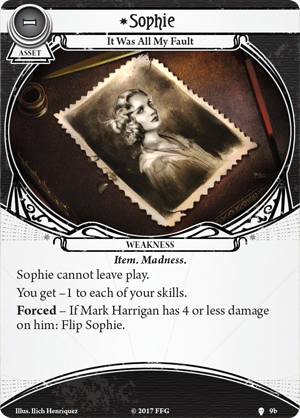 Sophie
It Was All My Fault
ASSET
WEAKNESS
Item. Madness.
Sophie cannot leave play.
You get –1 to each of your skills.
Forced – If Mark Harrigan has 4 or less damage
on him: Flip Sophie.
Illus. Ilich Henriquez
© 2017 FFG
9b